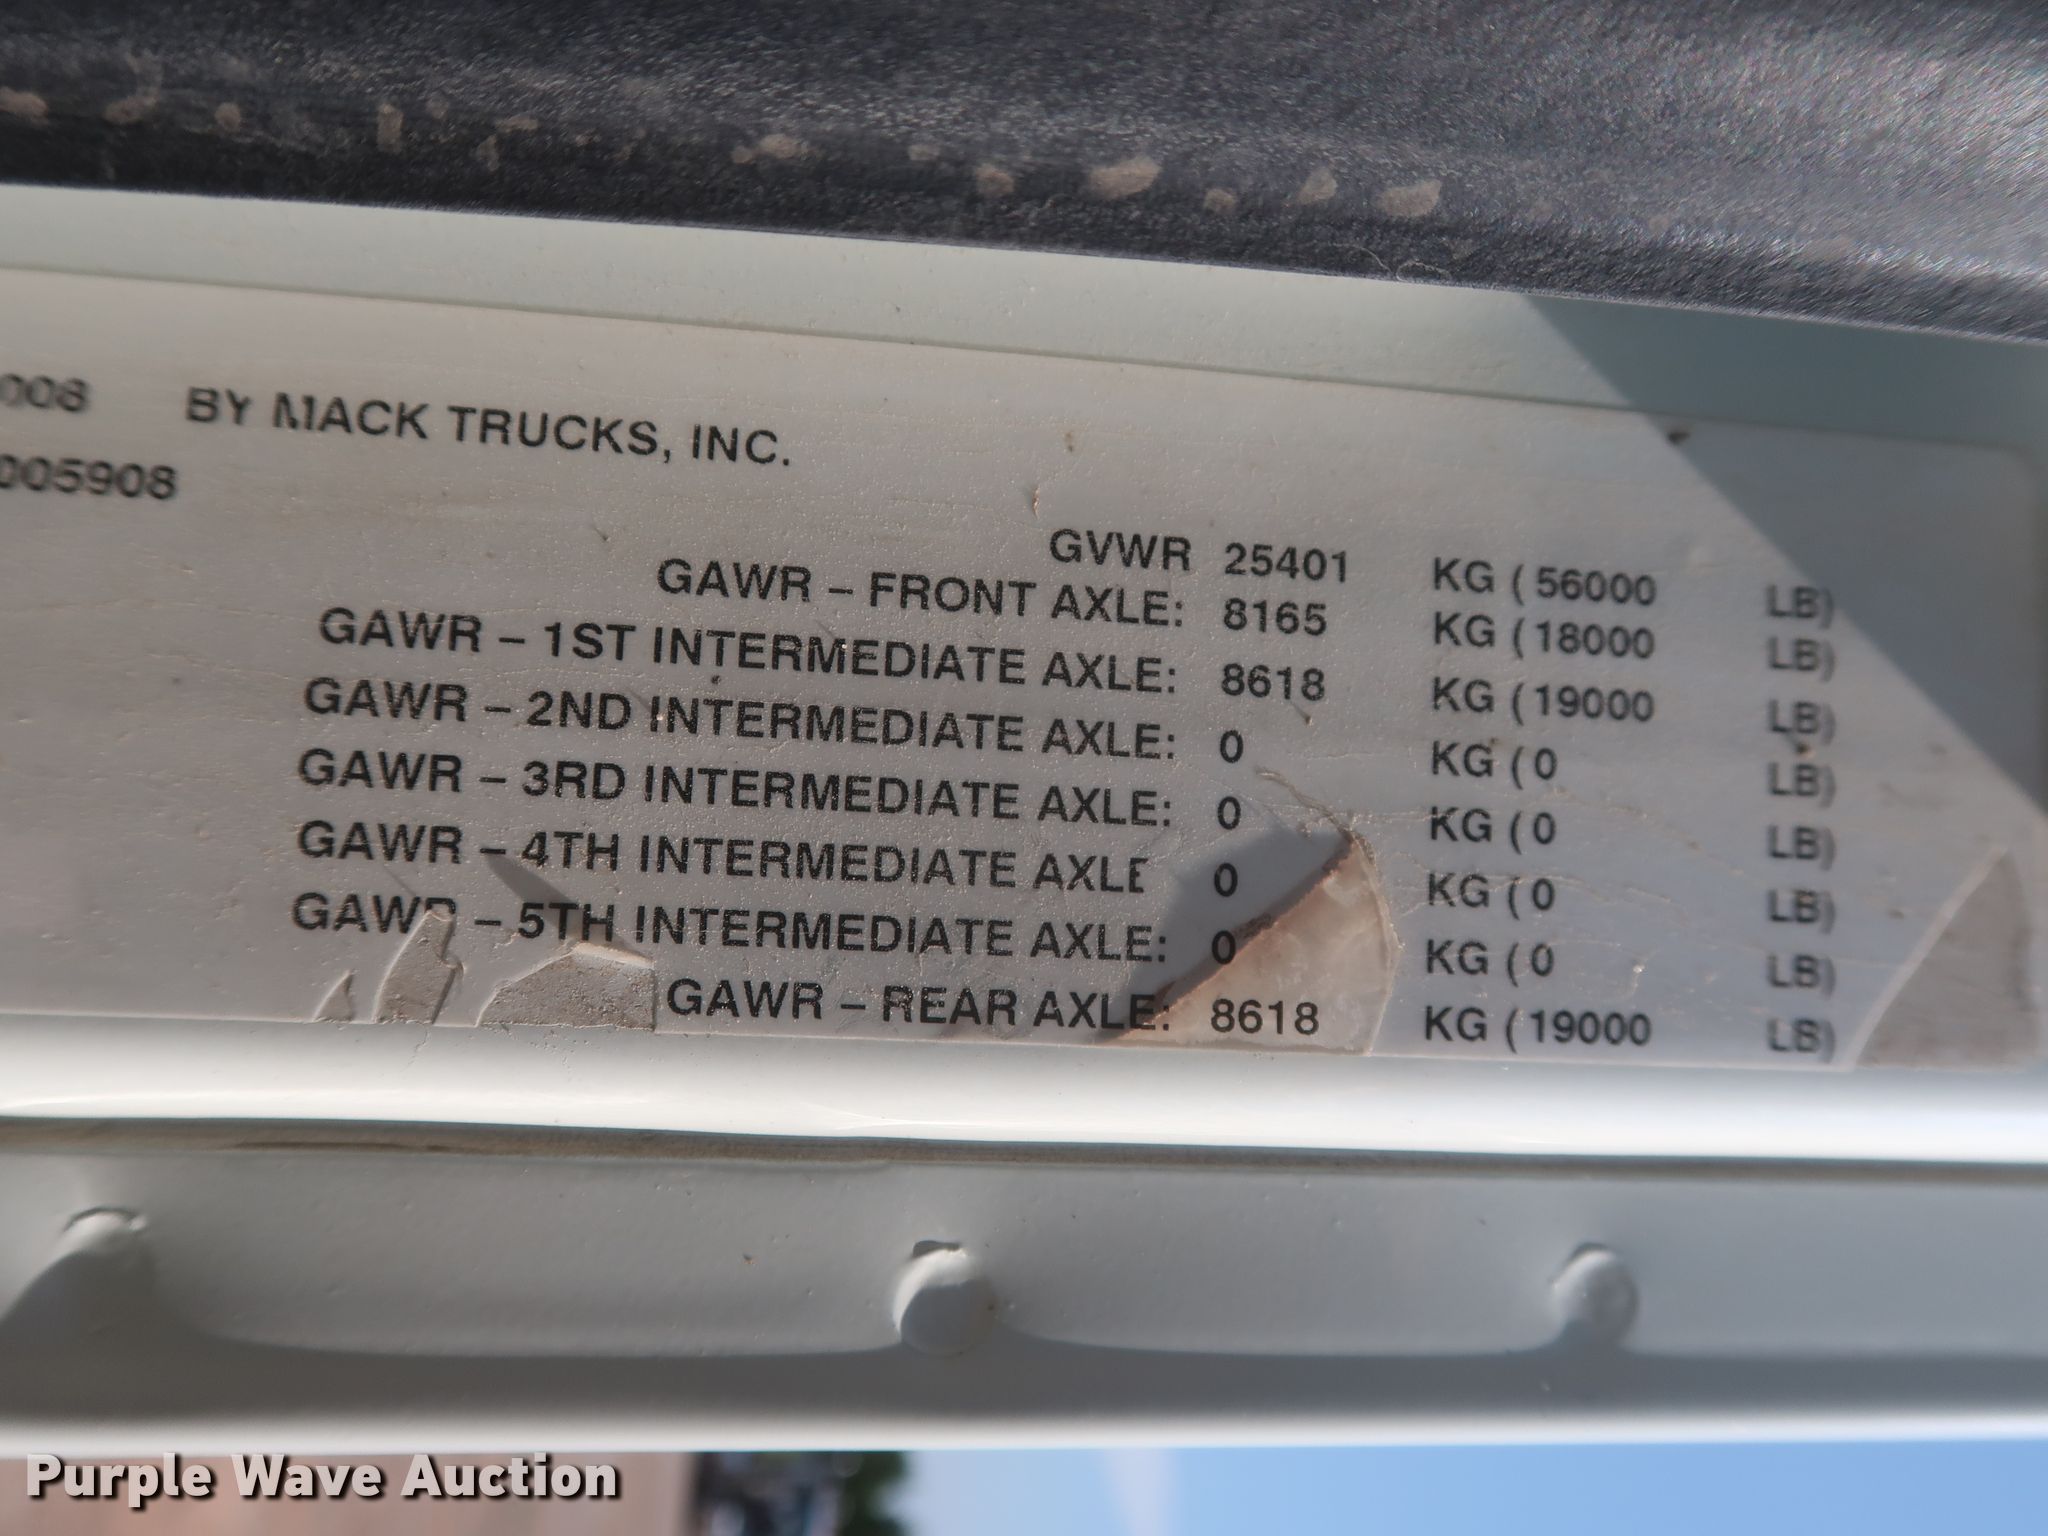 008 BY MACK TRUCKS, INC.
005908
GVWR 25401 KG ( 56000 LB)
GAWR – FRONT AXLE: 8165 KG ( 18000 LB)
GAWR – 1ST INTERMEDIATE AXLE: 8618 KG ( 19000 LB)
GAWR – 2ND INTERMEDIATE AXLE: 0 KG ( 0 LB)
GAWR – 3RD INTERMEDIATE AXLE: 0 KG ( 0 LB)
GAWR – 4TH INTERMEDIATE AXLE 0 KG ( 0 LB)
GAWR – 5TH INTERMEDIATE AXLE: 0 KG ( 0 LB)
GAWR – REAR AXLE: 8618 KG ( 19000 LB)
Purple Wave Auction